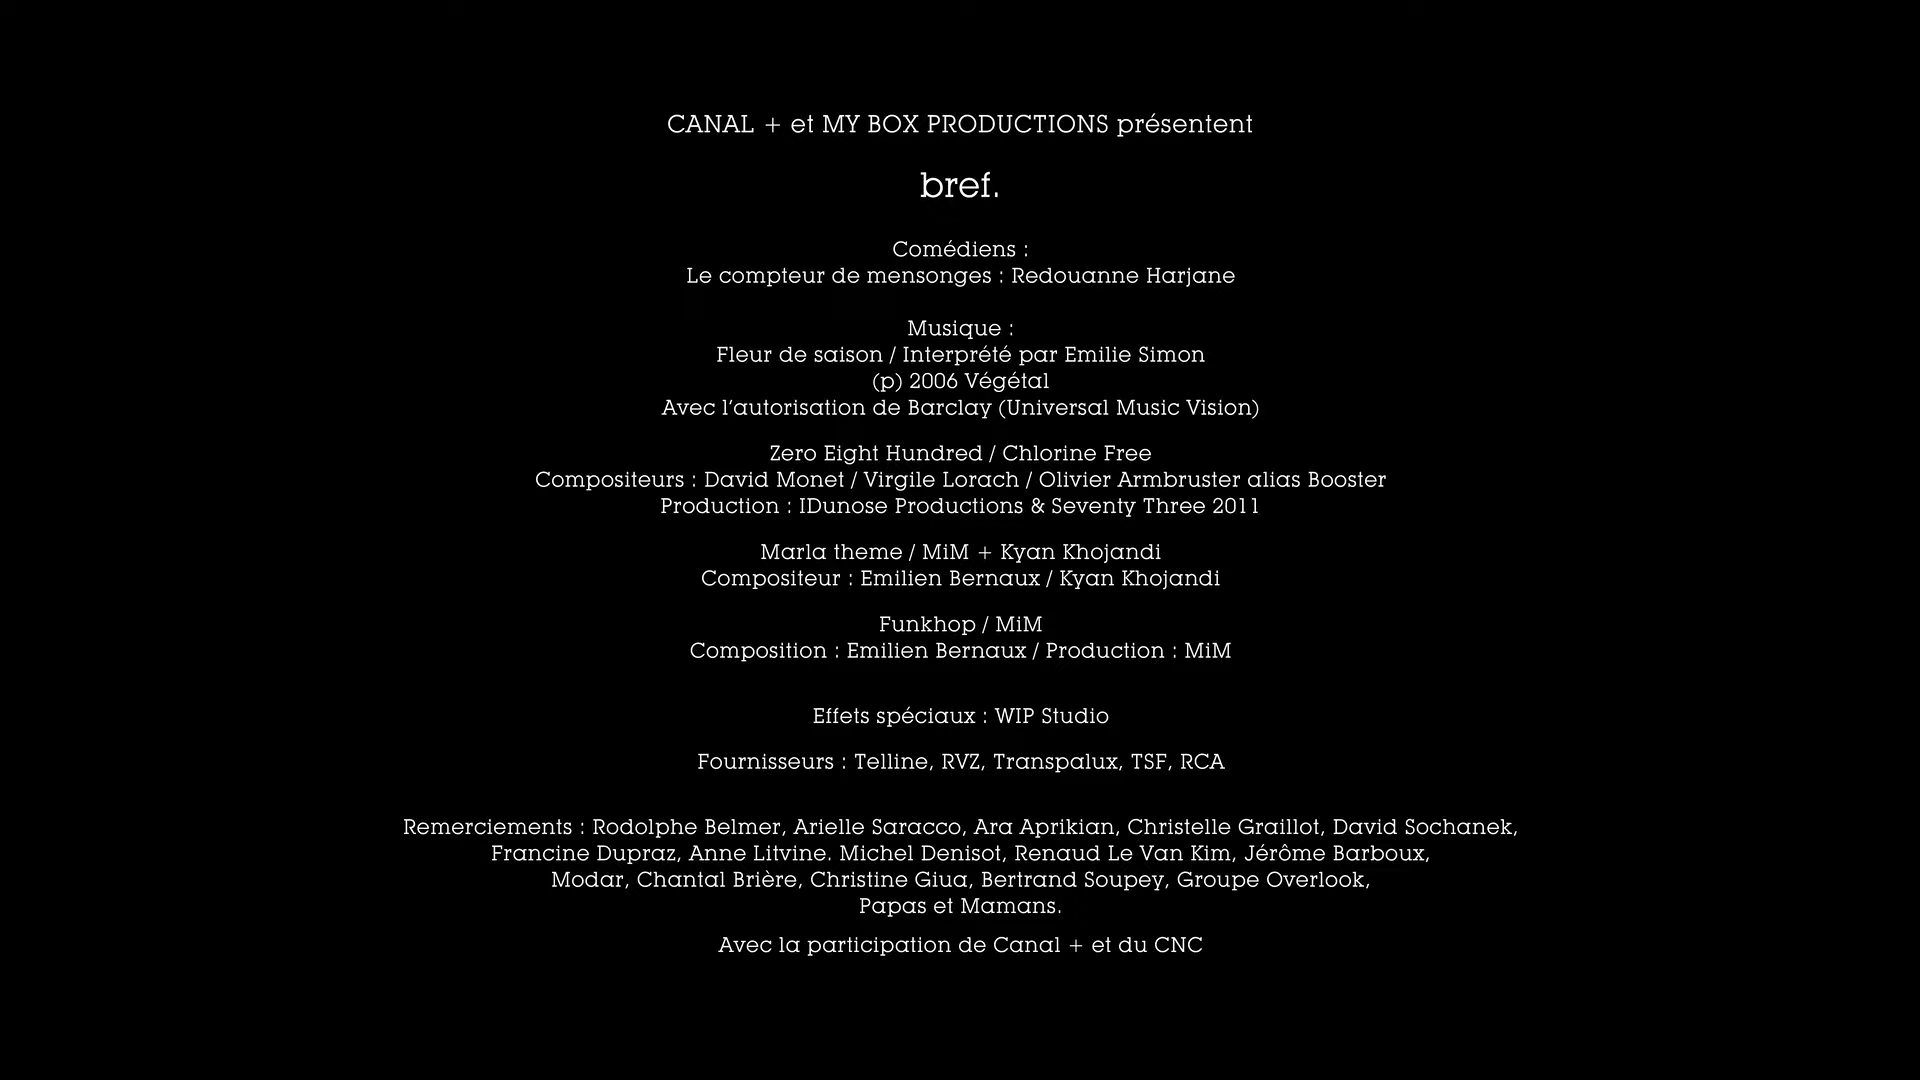 CANAL + et MY BOX PRODUCTIONS présentent
bref.
Comédiens :
Le compteur de mensonges : Redouanne Harjane
Musique :
Fleur de saison / Interprété par Emilie Simon
(p) 2006 Végétal
Avec l'autorisation de Barclay (Universal Music Vision)
Zero Eight Hundred / Chlorine Free
Compositeurs : David Monet / Virgile Lorach / Olivier Armbruster alias Booster
Production : IDunose Productions & Seventy Three 2011
Marla theme / MiM + Kyan Khojandi
Compositeur : Emilien Bernaux / Kyan Khojandi
Funkhop / MiM
Composition : Emilien Bernaux / Production : MiM
Effets spéciaux : WIP Studio
Fournisseurs : Telline, RVZ, Transpalux, TSF, RCA
Remerciements : Rodolphe Belmer, Arielle Saracco, Ara Aprikian, Christelle Graillot, David Sochanek,
Francine Dupraz, Anne Litvine. Michel Denisot, Renaud Le Van Kim, Jérôme Barboux,
Modar, Chantal Brière, Christine Giua, Bertrand Soupey, Groupe Overlook,
Papas et Mamans.
Avec la participation de Canal + et du CNC